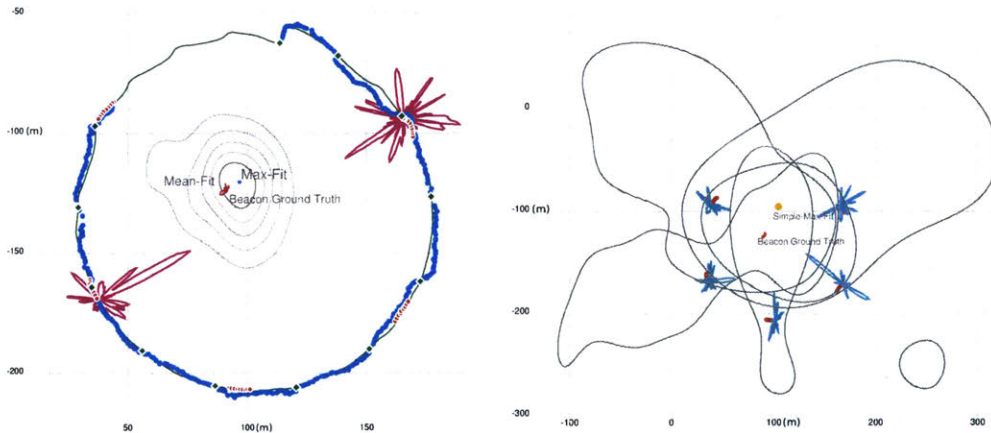 -50
-100 (m)
-150
-200
50
100 (m)
150
Mean-Fit
Max-Fit
Beacon Ground Truth
0
-100 (m)
-200
-300
-100
0
100 (m)
200
300
Simple Max Fit
Beacon Ground Truth